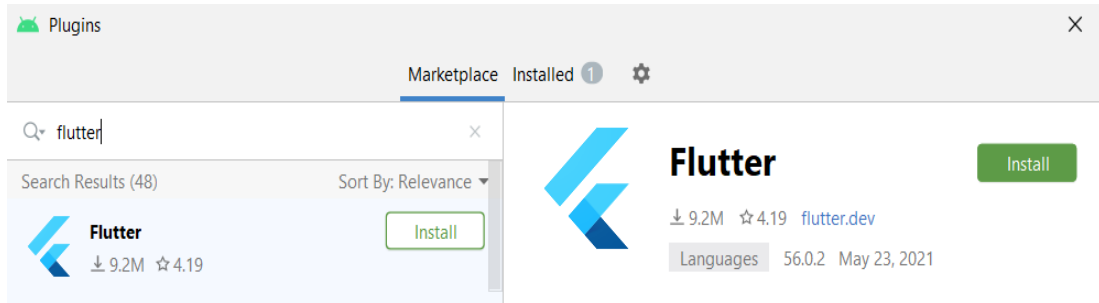 Plugins
Marketplace Installed 1
flutter
Search Results (48) Sort By: Relevance
Flutter
Install
9.2M 4.19
Flutter
Install
9.2M 4.19 flutter.dev
Languages 56.0.2 May 23, 2021